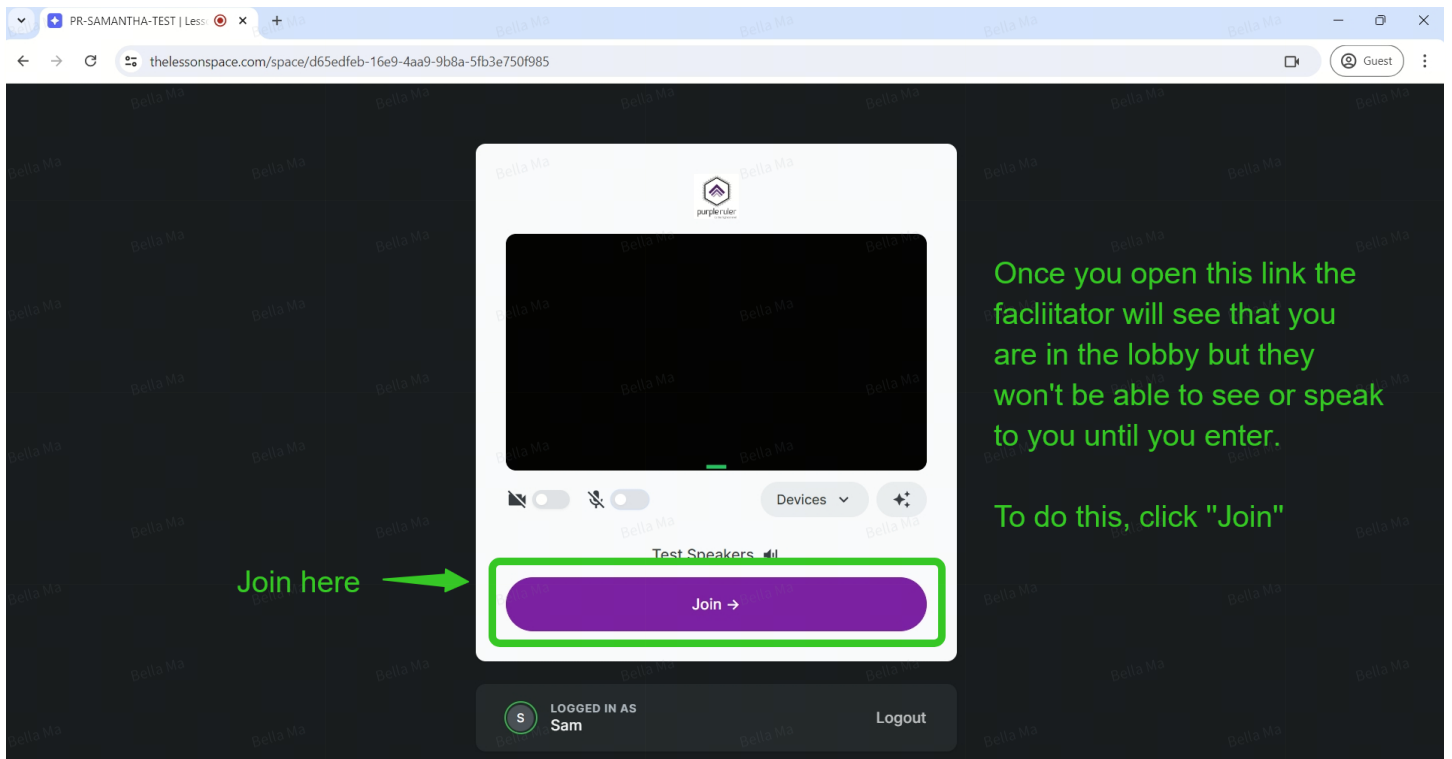 PR-SAMANTHA-TEST | Less
thelessonspace.com/space/d65edfeb-16e9-4aa9-9b8a-5fb3e750f985
Guest
purple ruler
Once you open this link the
facliitator will see that you
are in the lobby but they
won't be able to see or speak
to you until you enter.
To do this, click "Join"
Devices
Test Speakers
Join here
Join →
S
LOGGED IN AS
Sam
Logout
Bella Ma